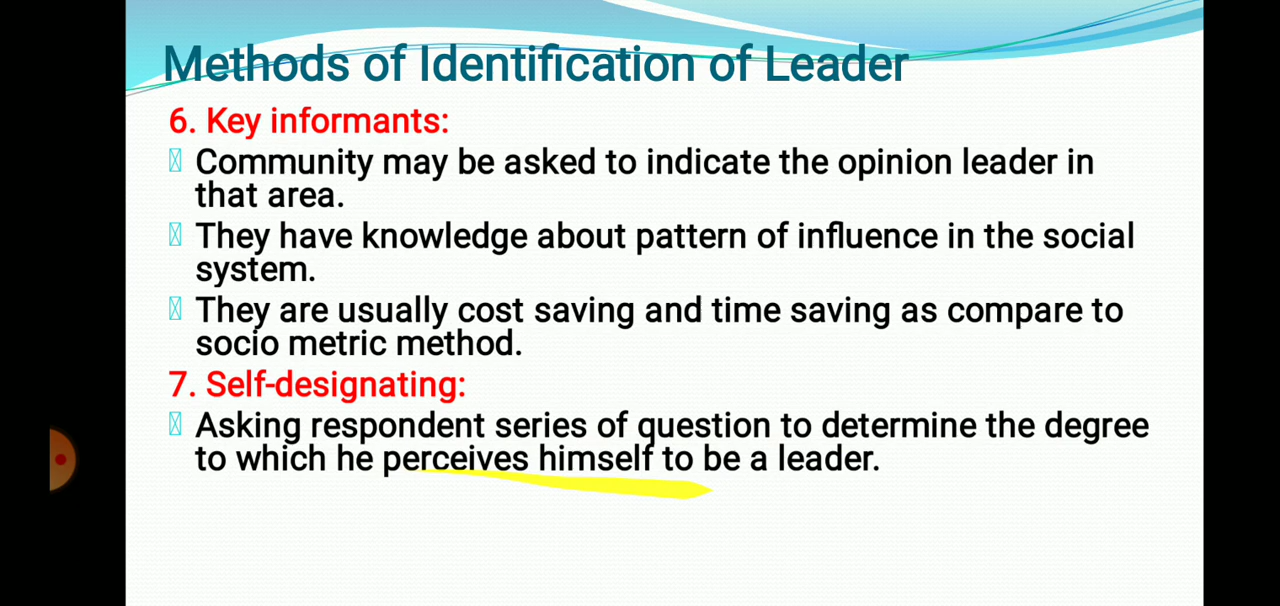 Methods of Identification of Leader
6. Key informants:
Community may be asked to indicate the opinion leader in
that area.
They have knowledge about pattern of influence in the social
system.
They are usually cost saving and time saving as compare to
socio metric method.
7. Self-designating:
Asking respondent series of question to determine the degree
to which he perceives himself to be a leader.